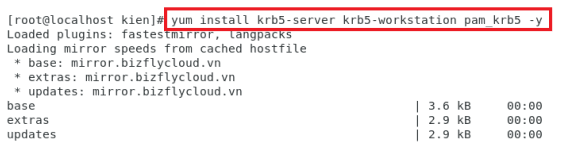 [root@localhost kien]# yum install krb5-server krb5-workstation pam_krb5 -y
Loaded plugins: fastestmirror, langpacks
Loading mirror speeds from cached hostfile
 * base: mirror.bizflycloud.vn
 * extras: mirror.bizflycloud.vn
 * updates: mirror.bizflycloud.vn
base | 3.6 kB 00:00
extras | 2.9 kB 00:00
updates | 2.9 kB 00:00